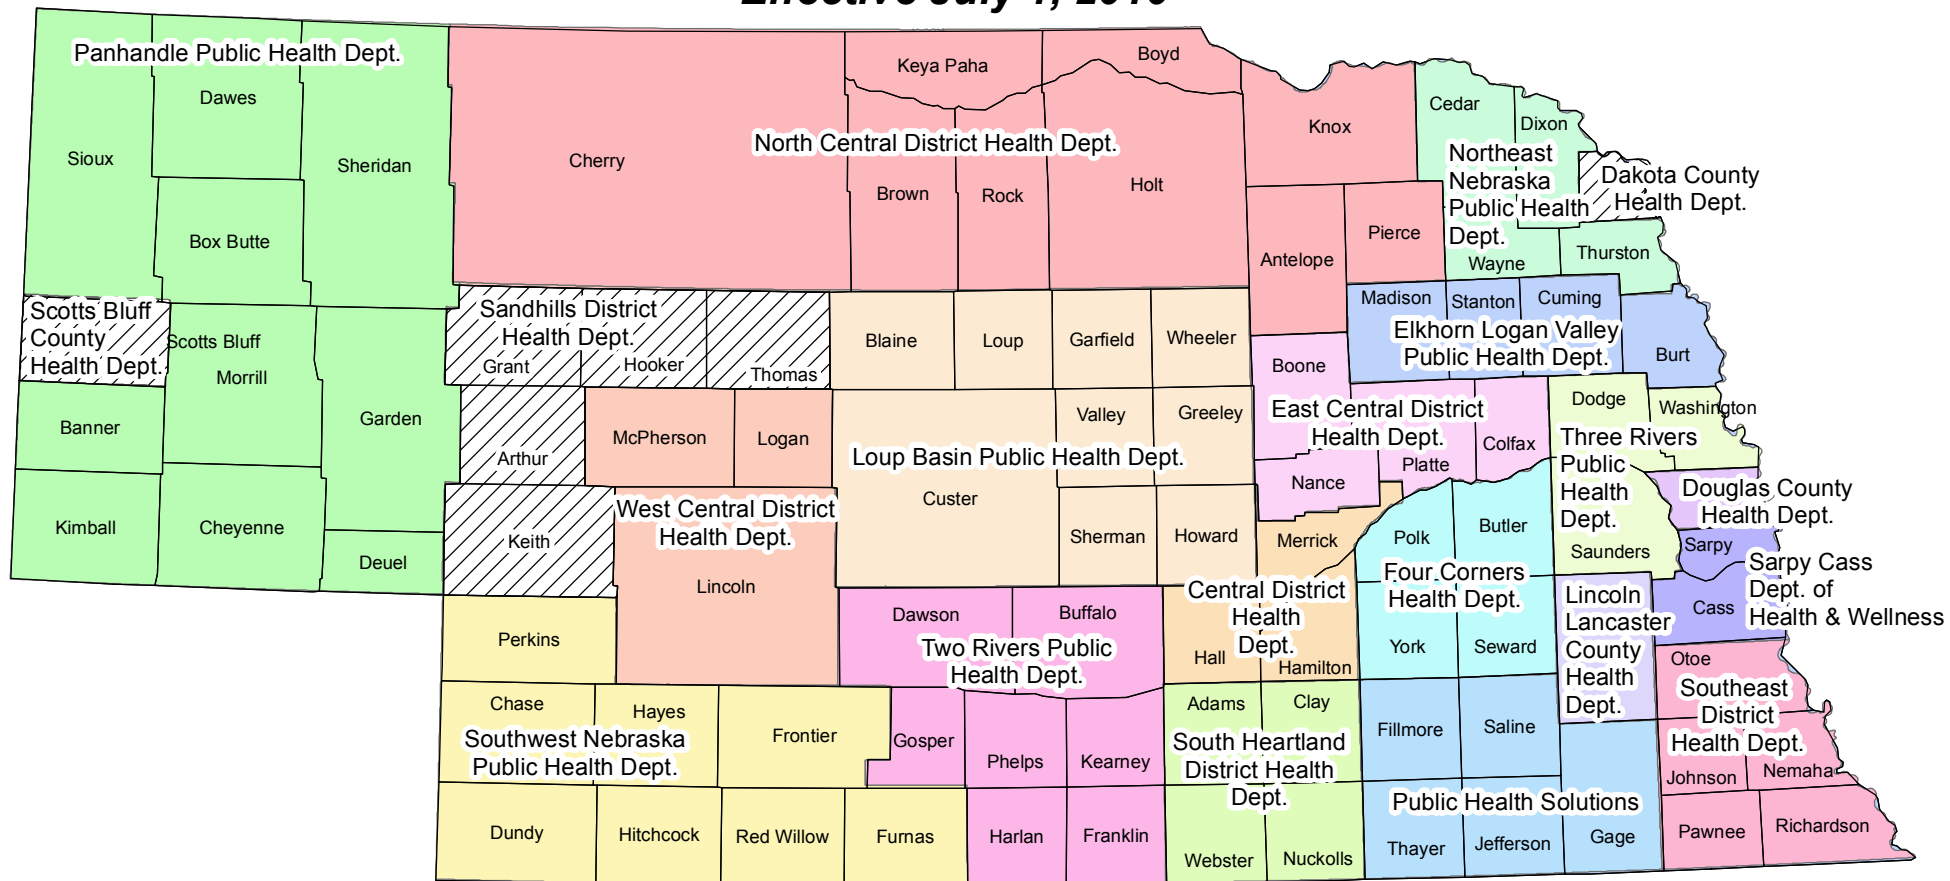 Panhandle Public Health Dept.
Dawes
Sioux
Sheridan
Box Butte
Scotts Bluff
County
Health Dept.
Scotts Bluff
Morrill
Banner
Garden
Kimball
Cheyenne
Deuel
Keya Paha
Boyd
Cherry
North Central District Health Dept.
Brown
Rock
Holt
Knox
Antelope
Pierce
Cedar
Dixon
Northeast
Nebraska
Public Health
Dept.
Wayne
Thurston
Dakota County
Health Dept.
Sandhills District
Health Dept.
Grant
Hooker
Thomas
Arthur
Keith
Blaine
Loup
Garfield
Wheeler
Valley
Greeley
Loup Basin Public Health Dept.
Custer
Sherman
Howard
McPherson
Logan
West Central District
Health Dept.
Lincoln
Madison
Stanton
Cuming
Elkhorn Logan Valley
Public Health Dept.
Burt
Boone
East Central District
Health Dept.
Colfax
Platte
Nance
Dodge
Washington
Three Rivers
Public
Health
Dept.
Saunders
Douglas County
Health Dept.
Sarpy
Sarpy Cass
Dept. of
Health & Wellness
Cass
Merrick
Central District
Health
Dept.
Hall
Hamilton
Polk
Butler
Four Corners
Health Dept.
York
Seward
Lincoln
Lancaster
County
Health
Dept.
Otoe
Southeast
District
Health Dept.
Johnson
Nemaha
Pawnee
Richardson
Perkins
Chase
Hayes
Frontier
Southwest Nebraska
Public Health Dept.
Dundy
Hitchcock
Red Willow
Furnas
Dawson
Buffalo
Two Rivers Public
Health Dept.
Gosper
Phelps
Kearney
Harlan
Franklin
Adams
Clay
South Heartland
District Health
Dept.
Webster
Nuckolls
Fillmore
Saline
Public Health Solutions
Thayer
Jefferson
Gage